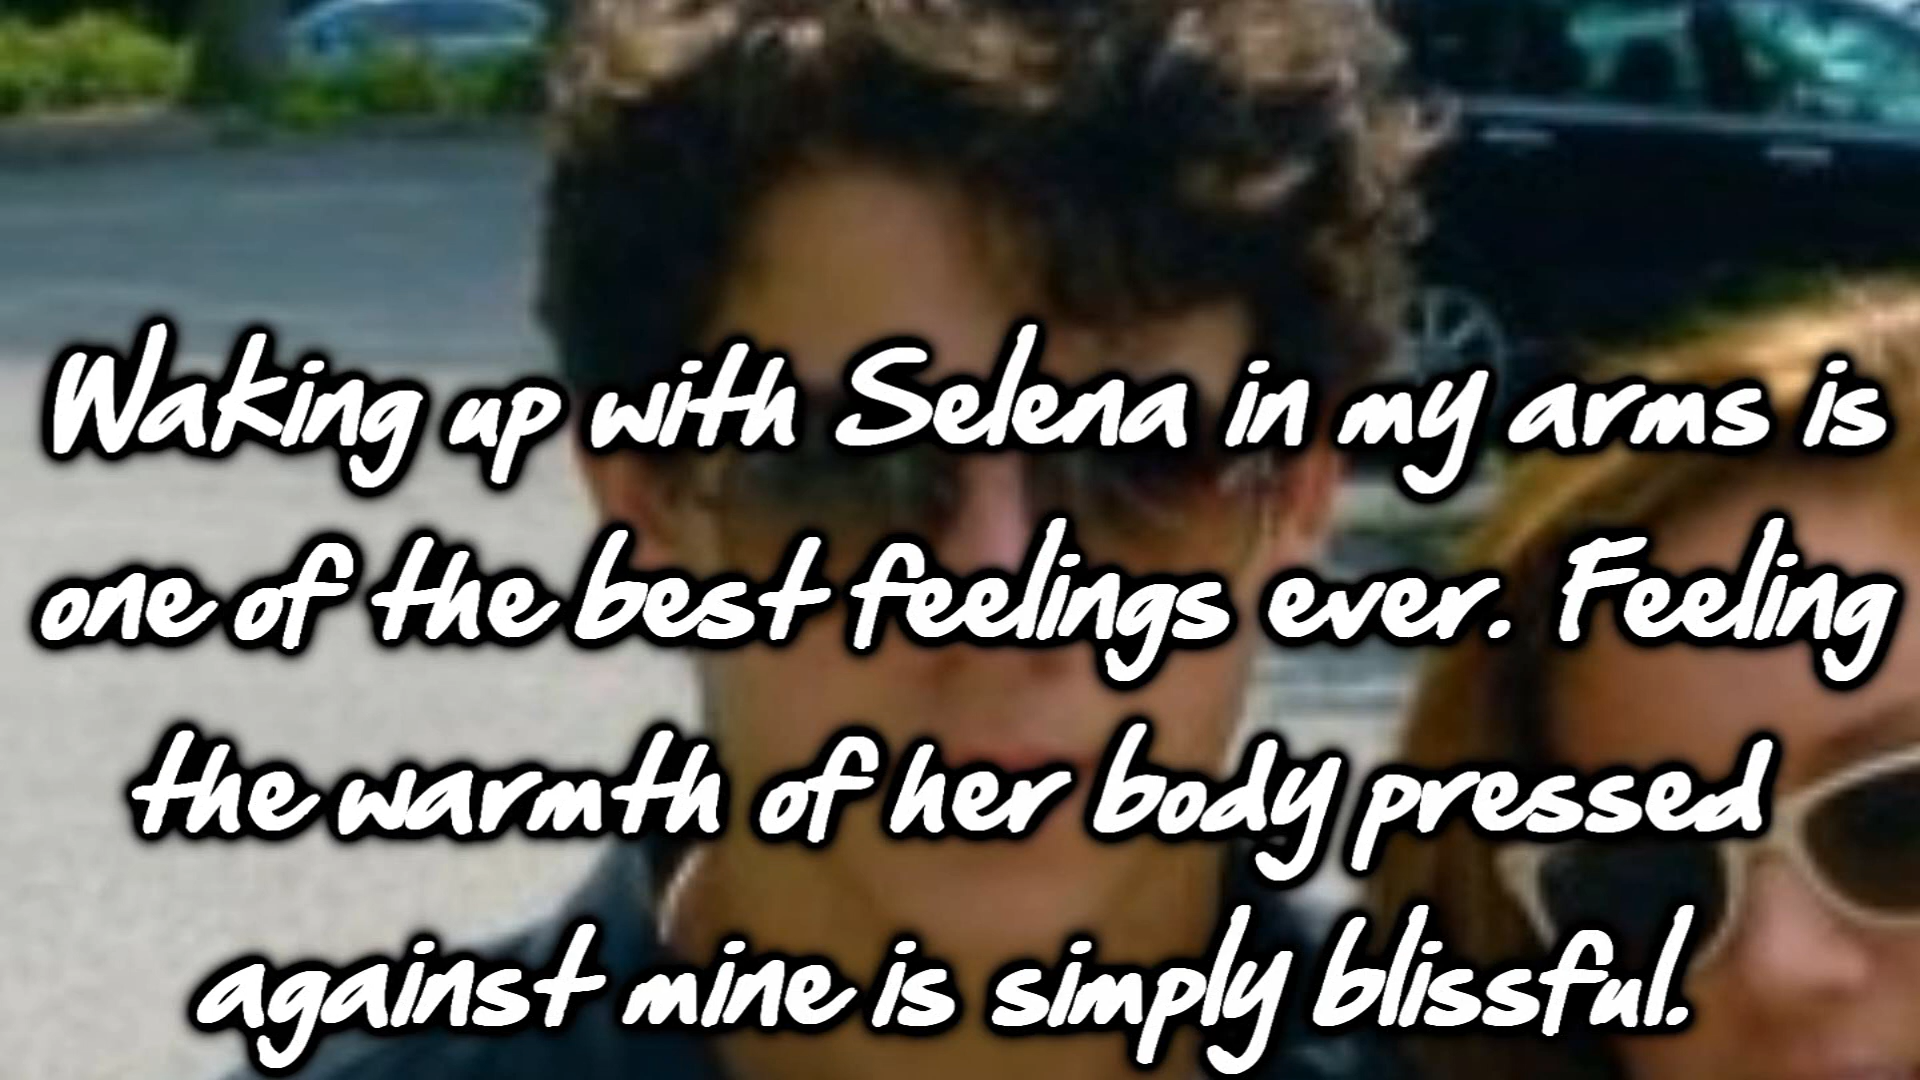 Waking up with Selena in my arms is
one of the best feelings ever. Feeling
the warmth of her body pressed
against mine is simply blissful.